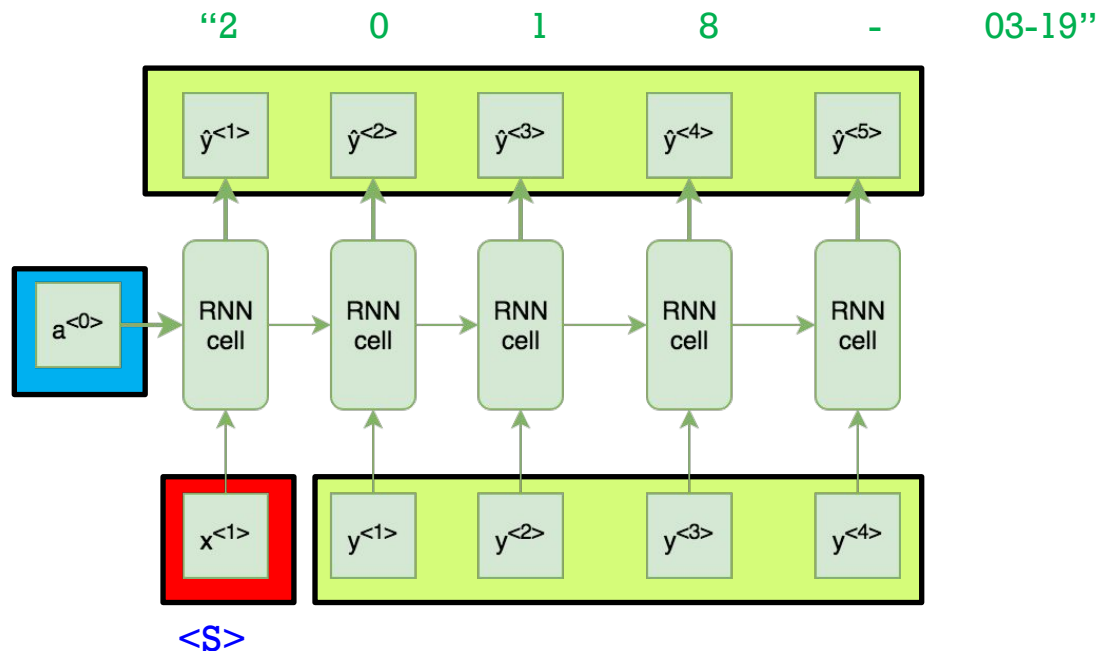 “2 0 1 8 - 03-19”
ŷ<1> ŷ<2> ŷ<3> ŷ<4> ŷ<5>
a<0> RNN cell RNN cell RNN cell RNN cell RNN cell
x<1> y<1> y<2> y<3> y<4>
<S>